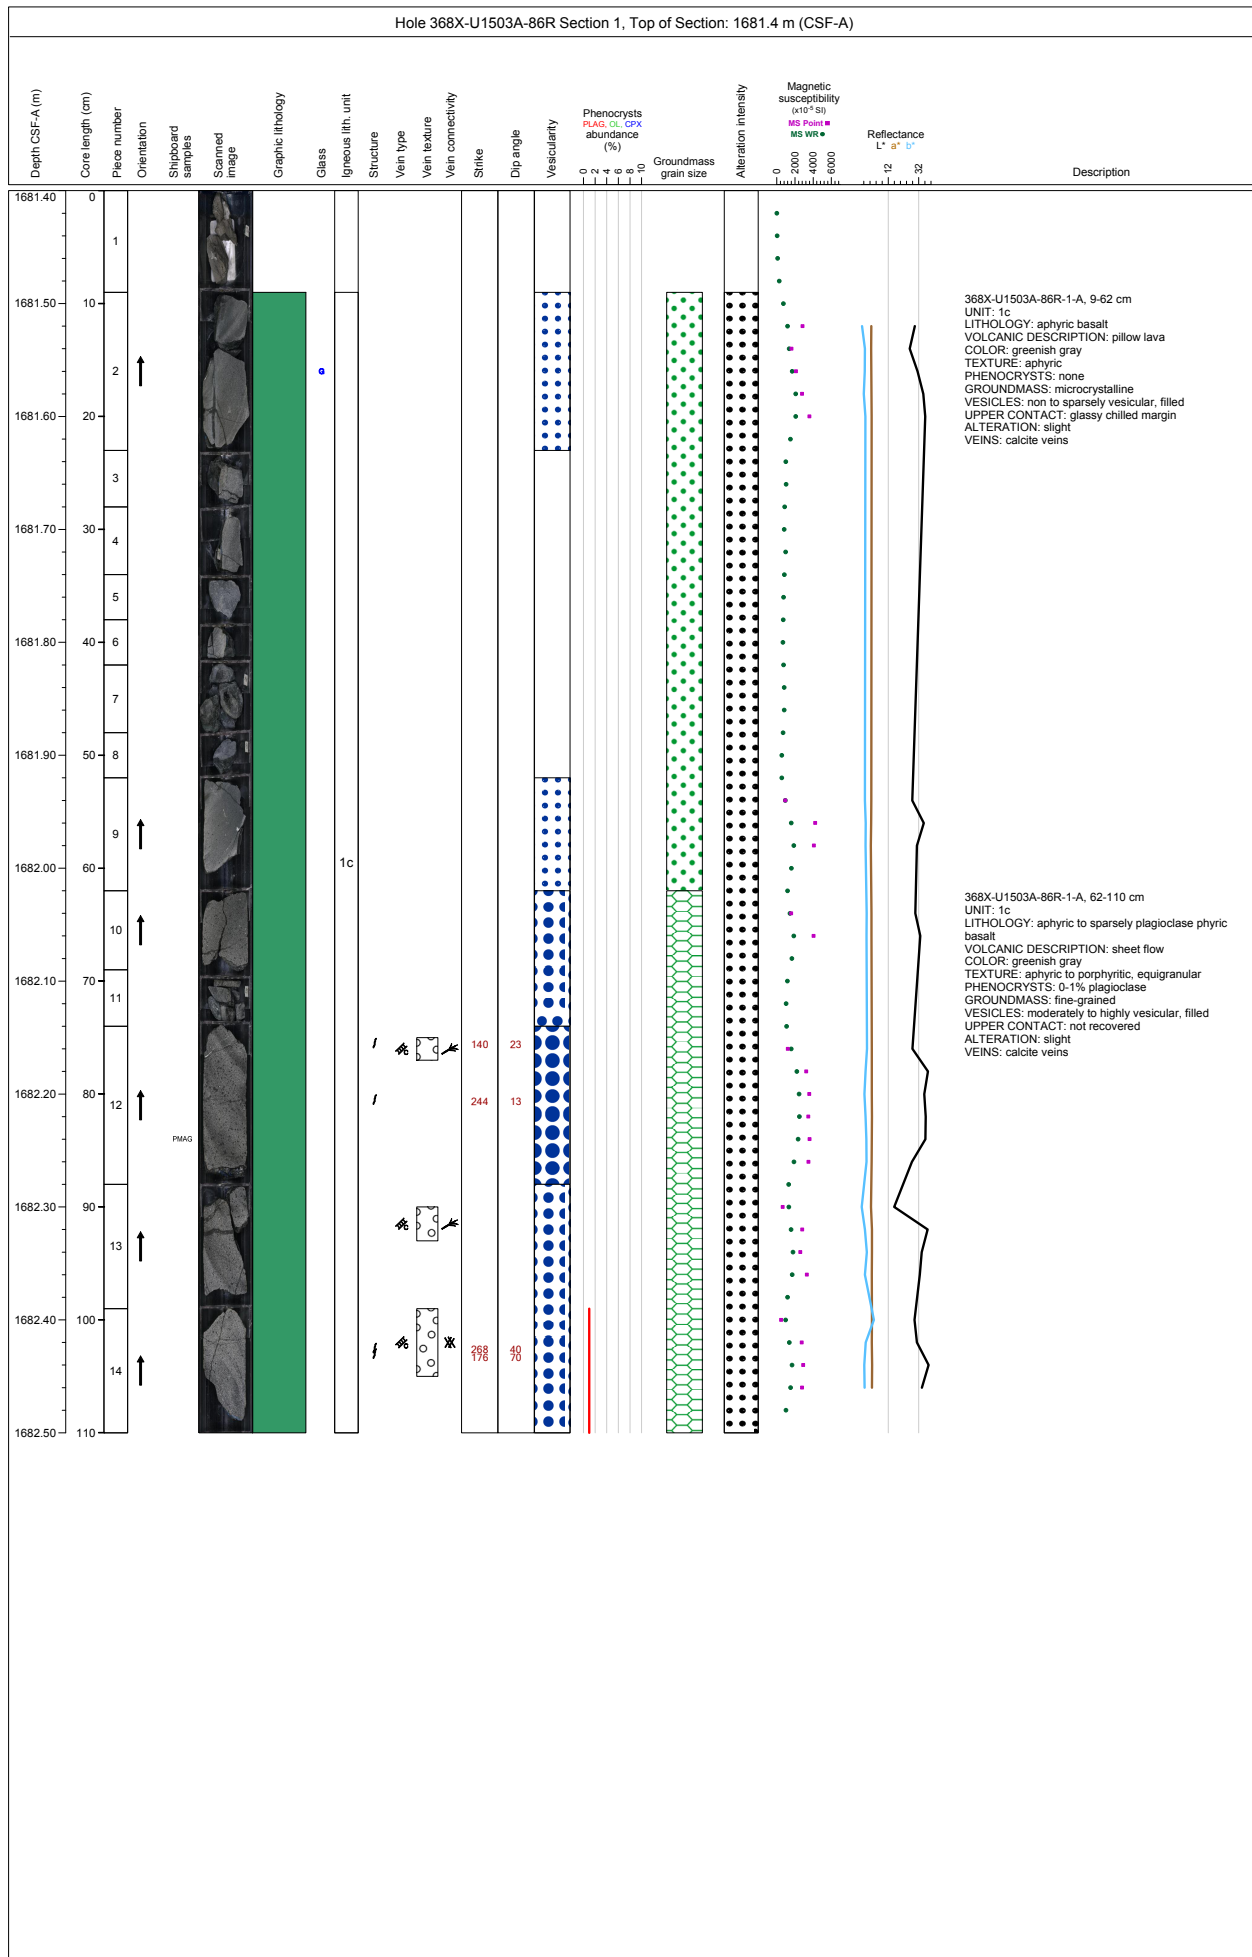 Hole 368X-U1503A-86R Section 1, Top of Section: 1681.4 m (CSF-A)
Depth CSF-A (m)
Core length (cm)
Piece number
Orientation
Shipboard
samples
Scanned
image
Graphic lithology
Glass
Igneous lith. unit
Structure
Vein type
Vein texture
Vein connectivity
Strike
Dip angle
Vesicularity
Phenocrysts
PLAG, OL, CPX
abundance
(%)
0 2 4 6 8 10
Groundmass
grain size
Alteration intensity
Magnetic
susceptibility
(x10-5 SI)
MS Point
MS WR
0 2000 4000 6000
Reflectance
L* a* b*
12 32
Description
1681.40 0
1
1681.50 10
2
G
1681.60 20
3
1681.70 30
4
5
1681.80 40
6
7
8
1681.90 50
9
1682.00 60
1c
10
1682.10 70
11
140 23
1682.20 80
12
244 13
PMAG
1682.30 90
13
1682.40 100
268 40
176 70
14
1682.50 110
368X-U1503A-86R-1-A, 9-62 cm
UNIT: 1c
LITHOLOGY: aphyric basalt
VOLCANIC DESCRIPTION: pillow lava
COLOR: greenish gray
TEXTURE: aphyric
PHENOCRYSTS: none
GROUNDMASS: microcrystalline
VESICLES: non to sparsely vesicular, filled
UPPER CONTACT: glassy chilled margin
ALTERATION: slight
VEINS: calcite veins
368X-U1503A-86R-1-A, 62-110 cm
UNIT: 1c
LITHOLOGY: aphyric to sparsely plagioclase phyric
basalt
VOLCANIC DESCRIPTION: sheet flow
COLOR: greenish gray
TEXTURE: aphyric to porphyritic, equigranular
PHENOCRYSTS: 0-1% plagioclase
GROUNDMASS: fine-grained
VESICLES: moderately to highly vesicular, filled
UPPER CONTACT: not recovered
ALTERATION: slight
VEINS: calcite veins